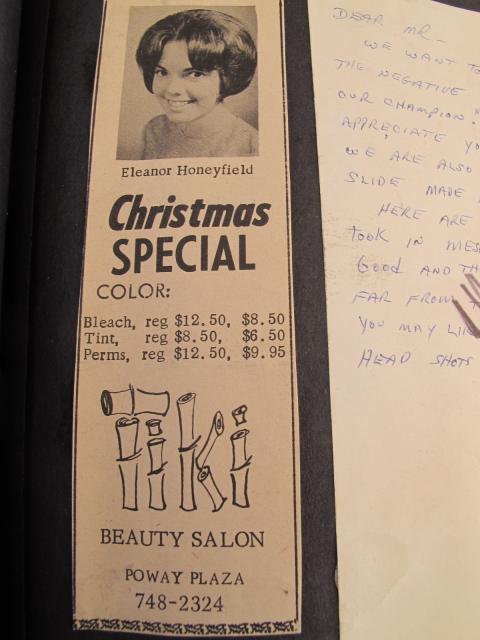 Eleanor Honeyfield
Christmas
SPECIAL
COLOR:
Bleach, reg $12.50, $8.50
Tint, reg $8.50, $6.50
Perms, reg $12.50, $9.95
TiKi
BEAUTY SALON
POWAY PLAZA
748-2324
DEAR MR-
WE WANT TO
THE NEGATIVE
OUR CHAMPION.
APPRECIATE
WE ARE ALSO
SLIDE MADE
HERE ARE
TOOK IN
GOOD AND
FAR FROM
YOU MAY
HEAD SHOTS